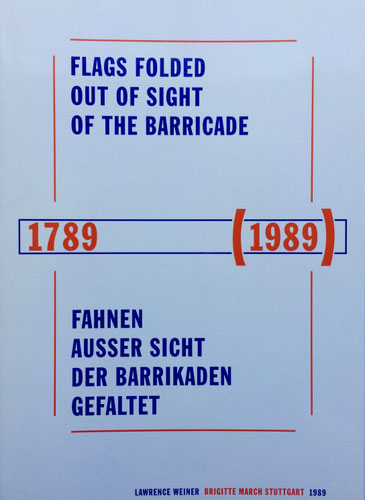 FLAGS FOLDED
OUT OF SIGHT
OF THE BARRICADE
1789 (1989)
FAHNEN
AUSSER SICHT
DER BARRIKADEN
GEFALTET
LAWRENCE WEINER BRIGITTE MARCH STUTTGART 1989